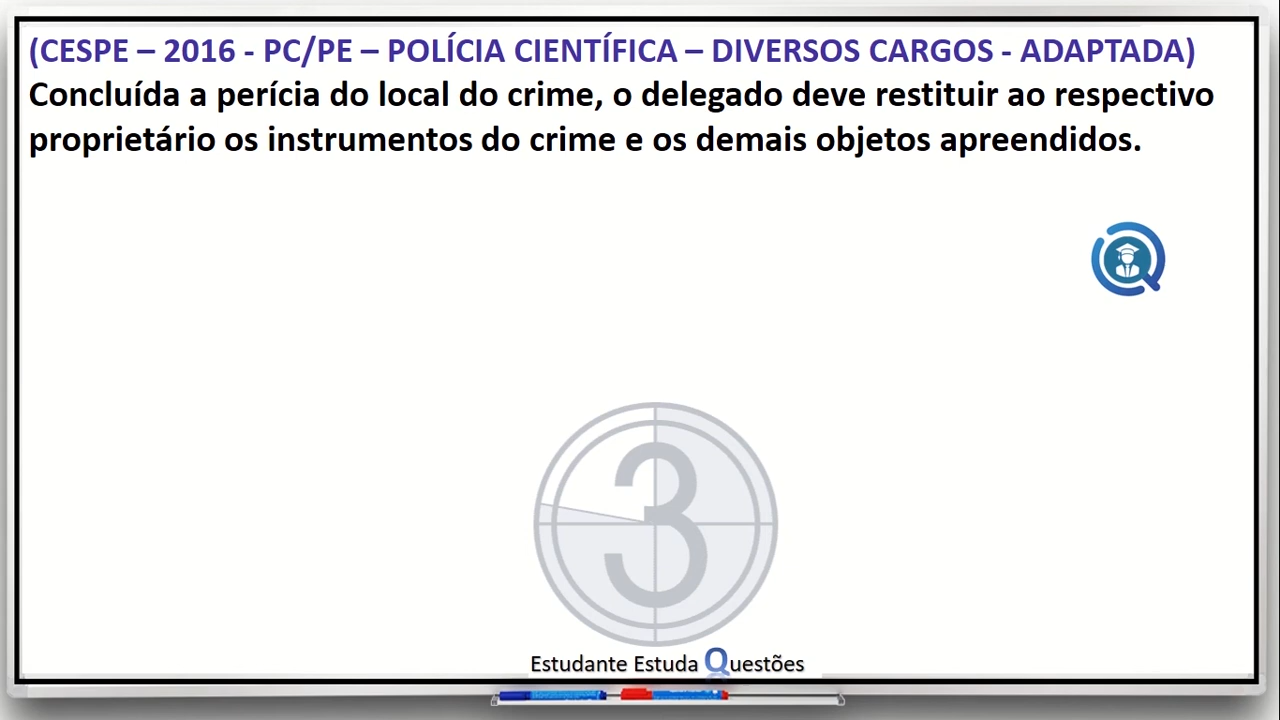 (CESPE – 2016 - PC/PE – POLÍCIA CIENTÍFICA – DIVERSOS CARGOS - ADAPTADA)
Concluída a perícia do local do crime, o delegado deve restituir ao respectivo
proprietário os instrumentos do crime e os demais objetos apreendidos.
3
Estudante Estuda Questões